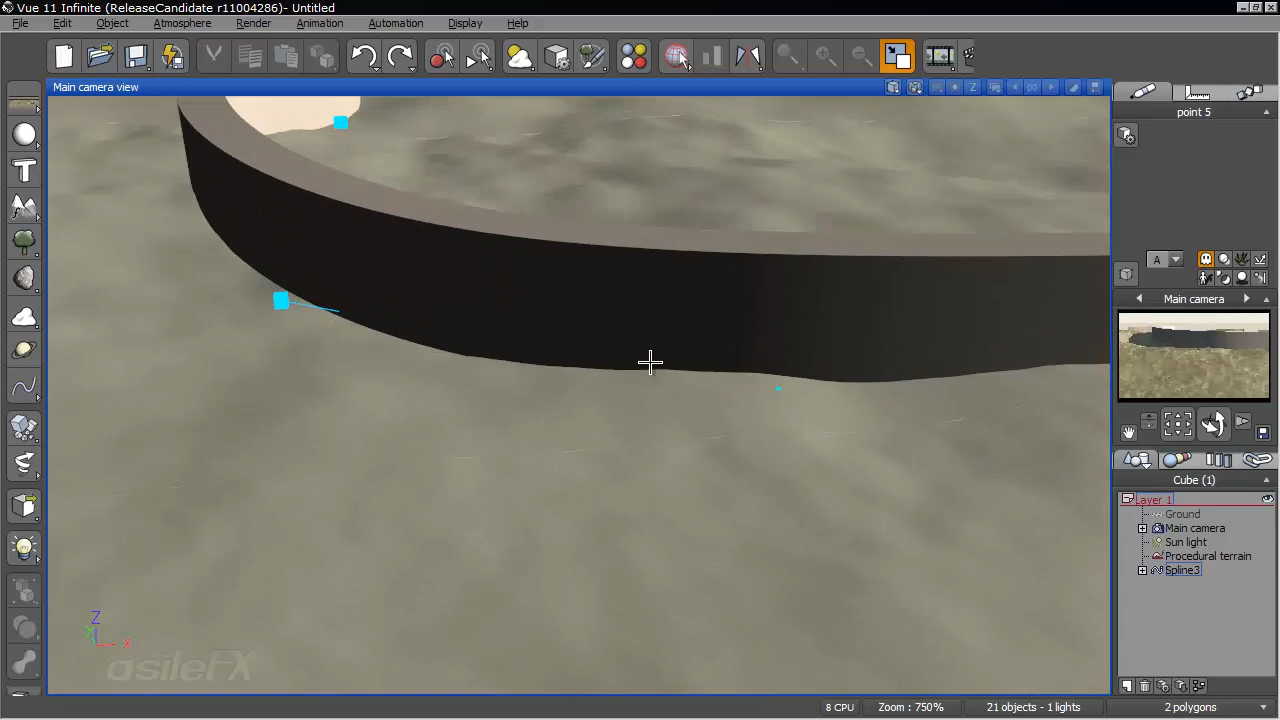 Vue 11 Infinite (ReleaseCandidate r11004286)- Untitled
File Edit Object Atmosphere Render Animation Automation Display Help
Main camera view
point 5
A
Main camera
Cube (1)
Layer 1
Ground
Main camera
Sun light
Procedural terrain
Spline3
Z
X
asileFX
8 CPU Zoom : 750% 21 objects - 1 lights 2 polygons